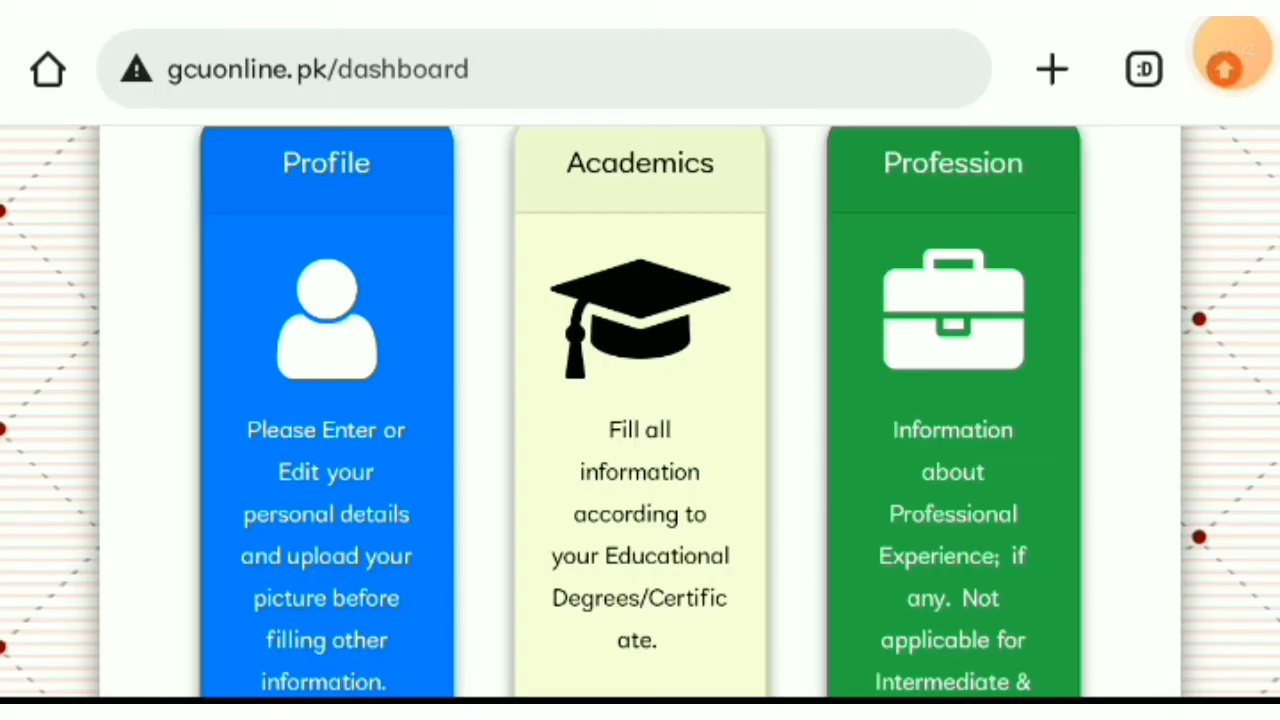 gcuonline.pk/dashboard
:D
Profile
Please Enter or
Edit your
personal details
and upload your
picture before
filling other
information.
Academics
Fill all
information
according to
your Educational
Degrees/Certific
ate.
Profession
Information
about
Professional
Experience; if
any. Not
applicable for
Intermediate &